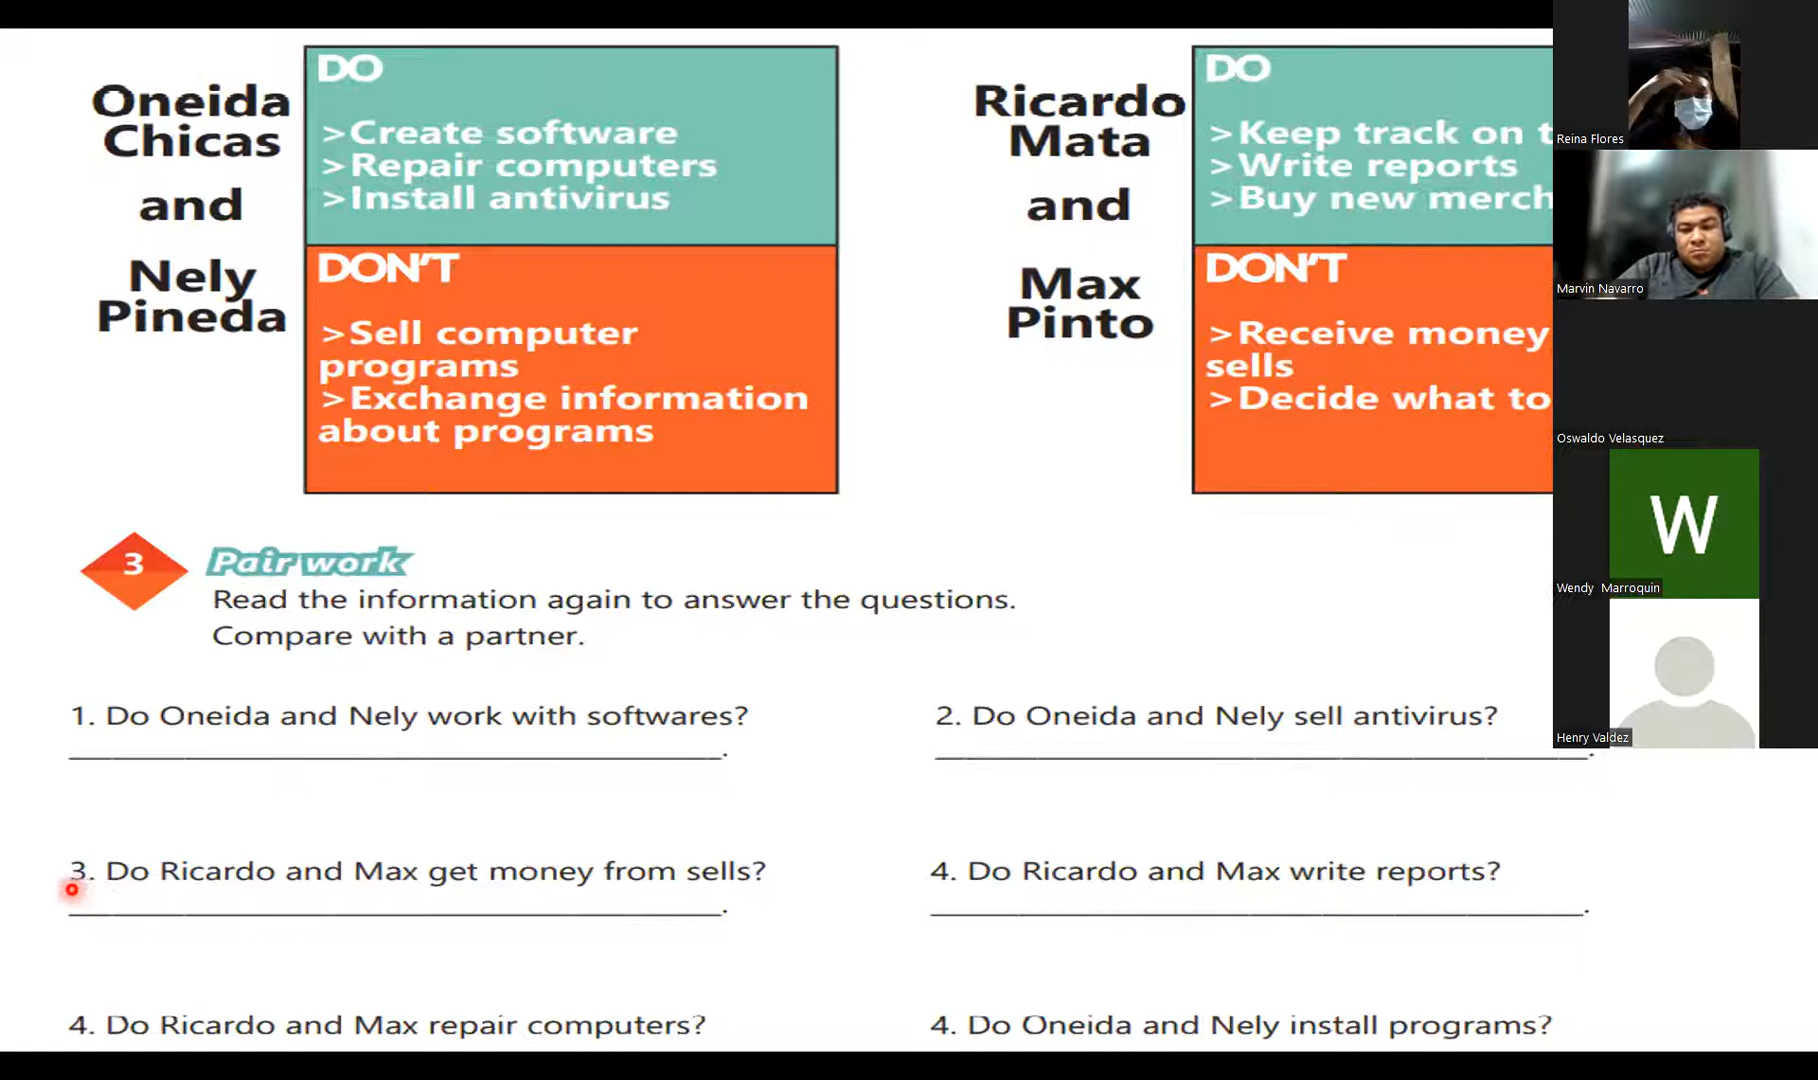 Oneida
Chicas
and
Nely
Pineda
DO
>Create software
>Repair computers
>Install antivirus
DON'T
>Sell computer
programs
>Exchange information
about programs
Ricardo
Mata
and
Max
Pinto
DO
>Keep track on t
>Write reports
>Buy new merch
DON'T
>Receive money
sells
>Decide what to
3
Pair work
Read the information again to answer the questions.
Compare with a partner.
1. Do Oneida and Nely work with softwares?
2. Do Oneida and Nely sell antivirus?
3. Do Ricardo and Max get money from sells?
4. Do Ricardo and Max write reports?
4. Do Ricardo and Max repair computers?
4. Do Oneida and Nely install programs?
Reina Flores
Marvin Navarro
Oswaldo Velasquez
W
Wendy Marroquin
Henry Valdez